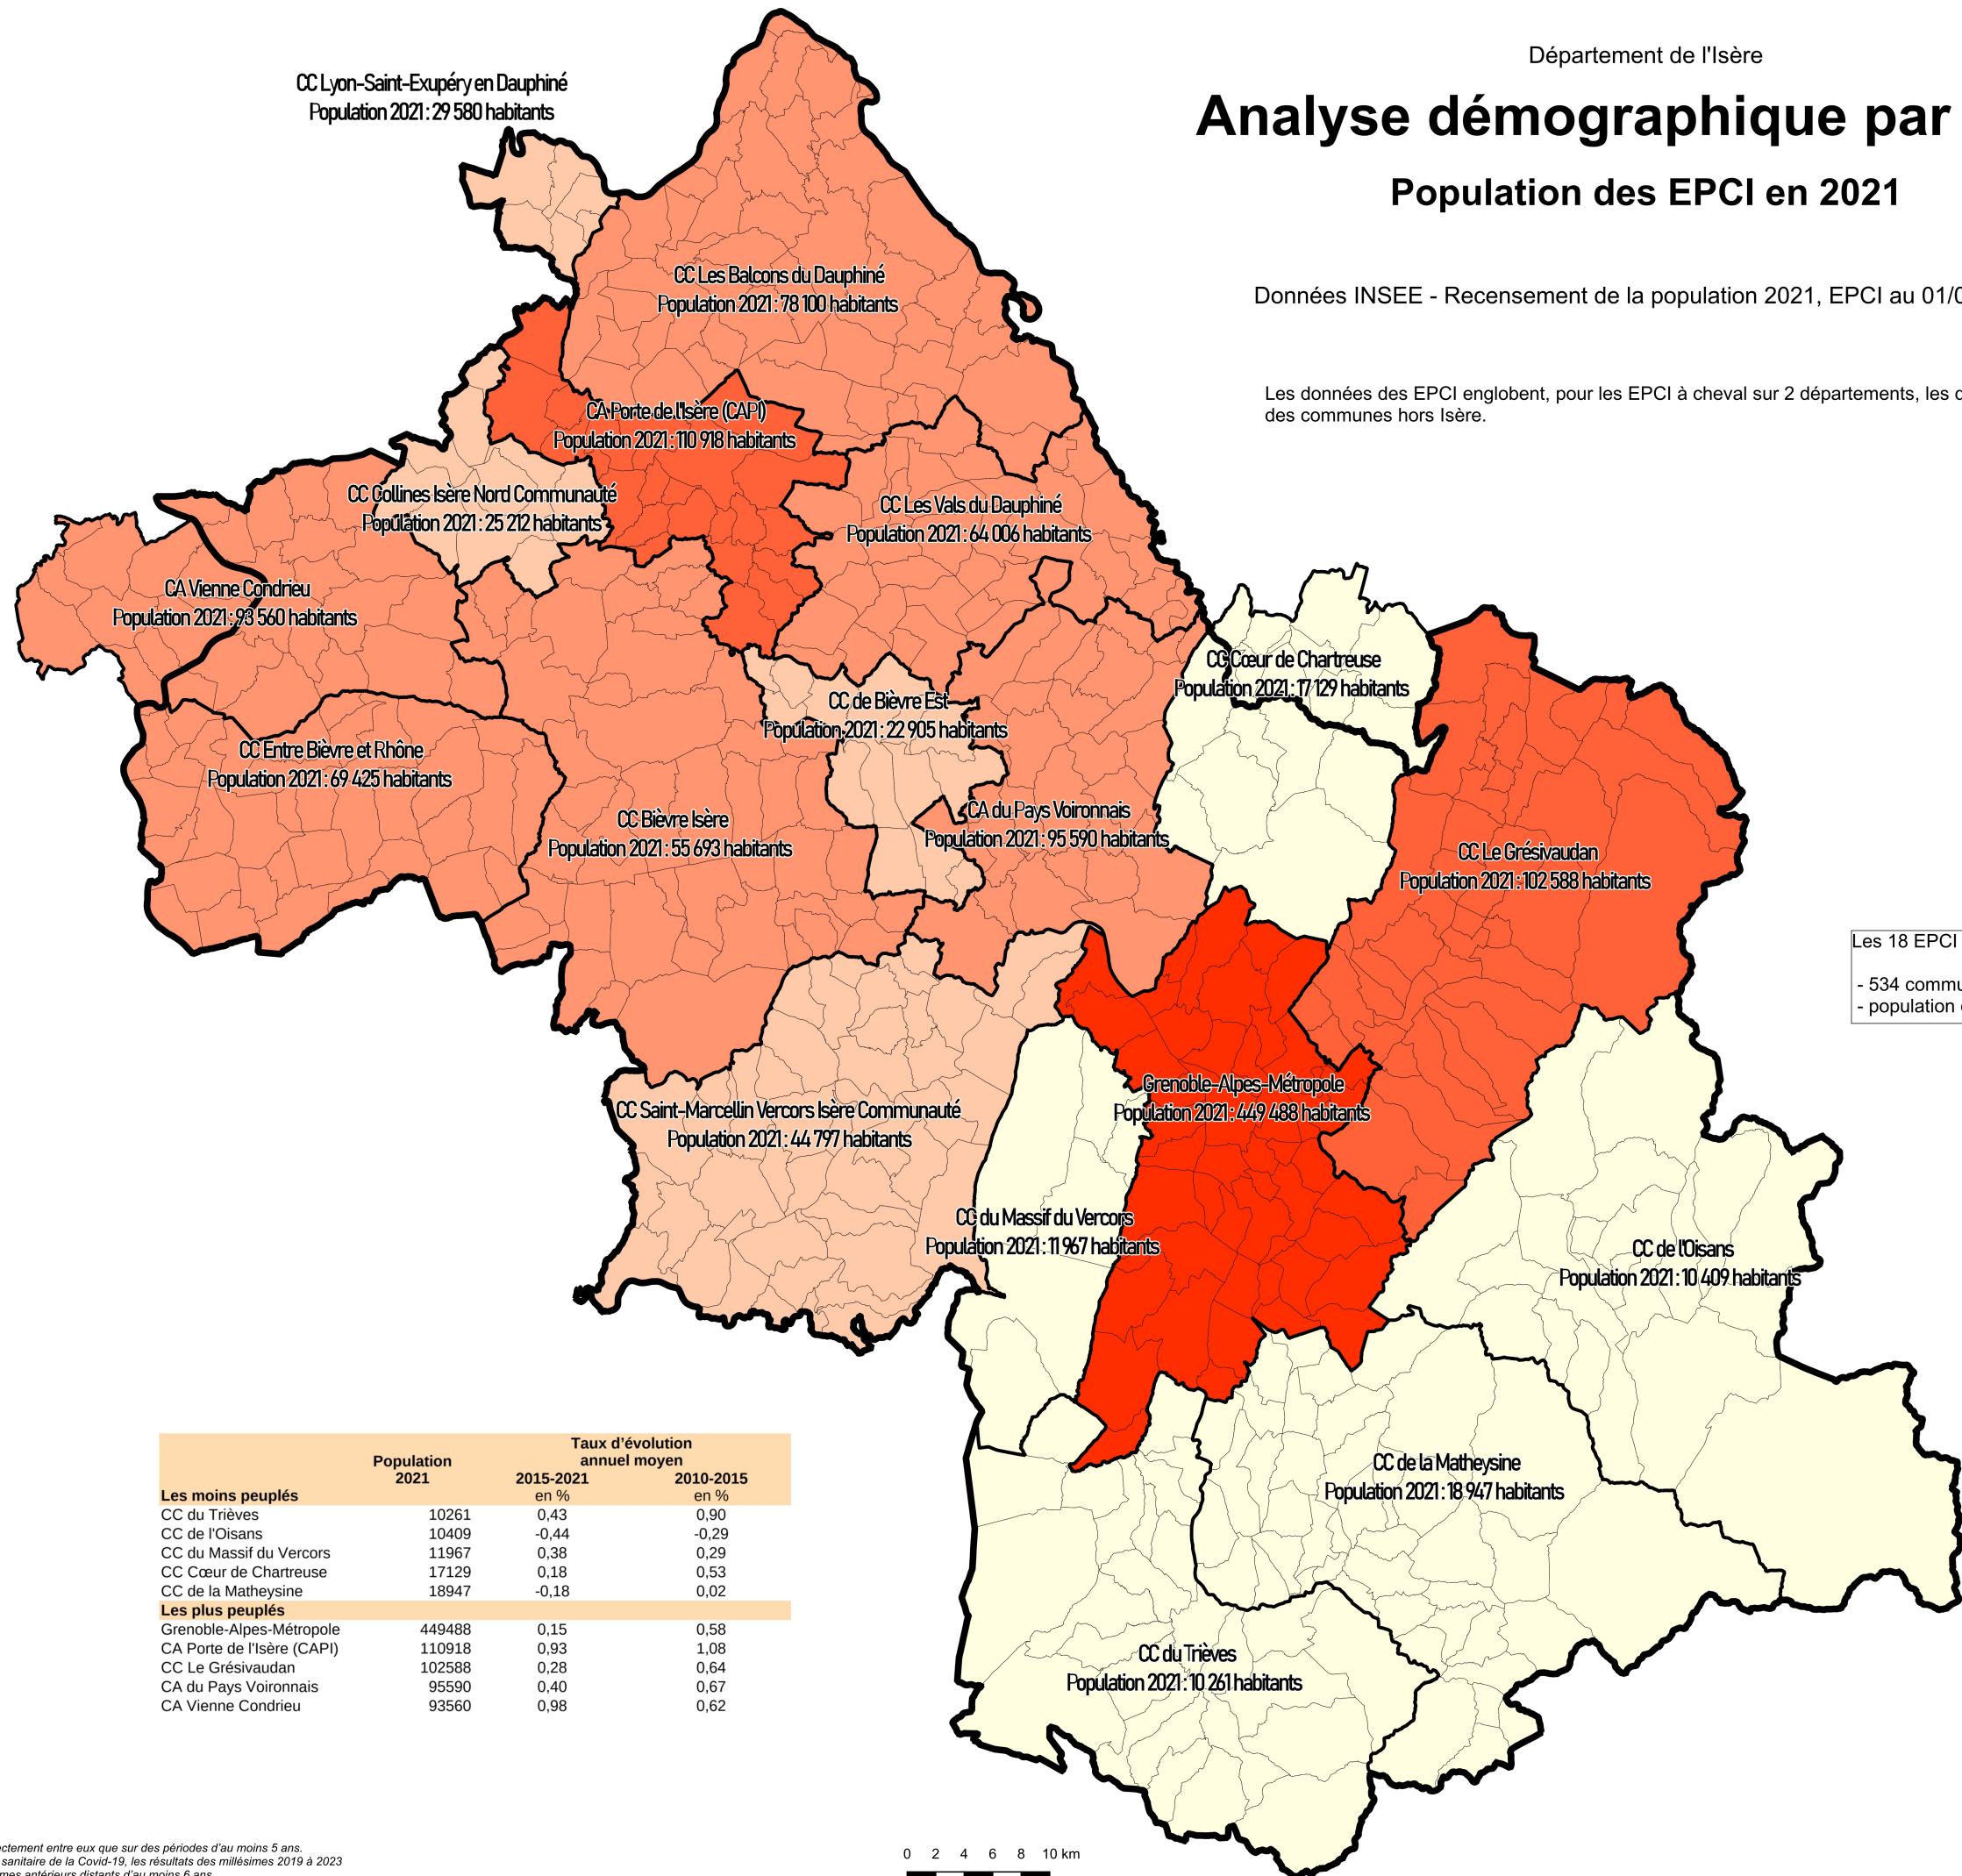 Département de l'Isère
Analyse démographique par
Population des EPCI en 2021
Données INSEE - Recensement de la population 2021, EPCI au 01/0
Les données des EPCI englobent, pour les EPCI à cheval sur 2 départements, les d
des communes hors Isère.
CC Lyon-Saint-Exupéry en Dauphiné
Population 2021 : 29 580 habitants
CC Les Balcons du Dauphiné
Population 2021 : 78 100 habitants
CA Porte de l'Isère (CAPI)
Population 2021 : 110 918 habitants
CC Collines Isère Nord Communauté
Population 2021 : 25 212 habitants
CC Les Vals du Dauphiné
Population 2021 : 64 006 habitants
CA Vienne Condrieu
Population 2021 : 93 560 habitants
CC Cœur de Chartreuse
Population 2021 : 17 129 habitants
CC de Bièvre Est
Population 2021 : 22 905 habitants
CC Entre Bièvre et Rhône
Population 2021 : 69 425 habitants
CC Bièvre Isère
Population 2021 : 55 693 habitants
CA du Pays Voironnais
Population 2021 : 95 590 habitants
CC Le Grésivaudan
Population 2021 : 102 588 habitants
Les 18 EPCI
- 534 commu
- population
Grenoble-Alpes-Métropole
Population 2021 : 449 488 habitants
CC Saint-Marcellin Vercors Isère Communauté
Population 2021 : 44 797 habitants
CC du Massif du Vercors
Population 2021 : 11 967 habitants
CC de l'Oisans
Population 2021 : 10 409 habitants
CC de la Matheysine
Population 2021 : 18 947 habitants
CC du Trièves
Population 2021 : 10 261 habitants
Taux d'évolution
Population annuel moyen
2021 2015-2021 2010-2015
Les moins peuplés en % en %
CC du Trièves 10261 0,43 0,90
CC de l'Oisans 10409 -0,44 -0,29
CC du Massif du Vercors 11967 0,38 0,29
CC Cœur de Chartreuse 17129 0,18 0,53
CC de la Matheysine 18947 -0,18 0,02
Les plus peuplés
Grenoble-Alpes-Métropole 449488 0,15 0,58
CA Porte de l'Isère (CAPI) 110918 0,93 1,08
CC Le Grésivaudan 102588 0,28 0,64
CA du Pays Voironnais 95590 0,40 0,67
CA Vienne Condrieu 93560 0,98 0,62
ectement entre eux que sur des périodes d'au moins 5 ans.
sanitaire de la Covid-19, les résultats des millésimes 2019 à 2023
mes antérieurs distants d'au moins 6 ans
0 2 4 6 8 10 km